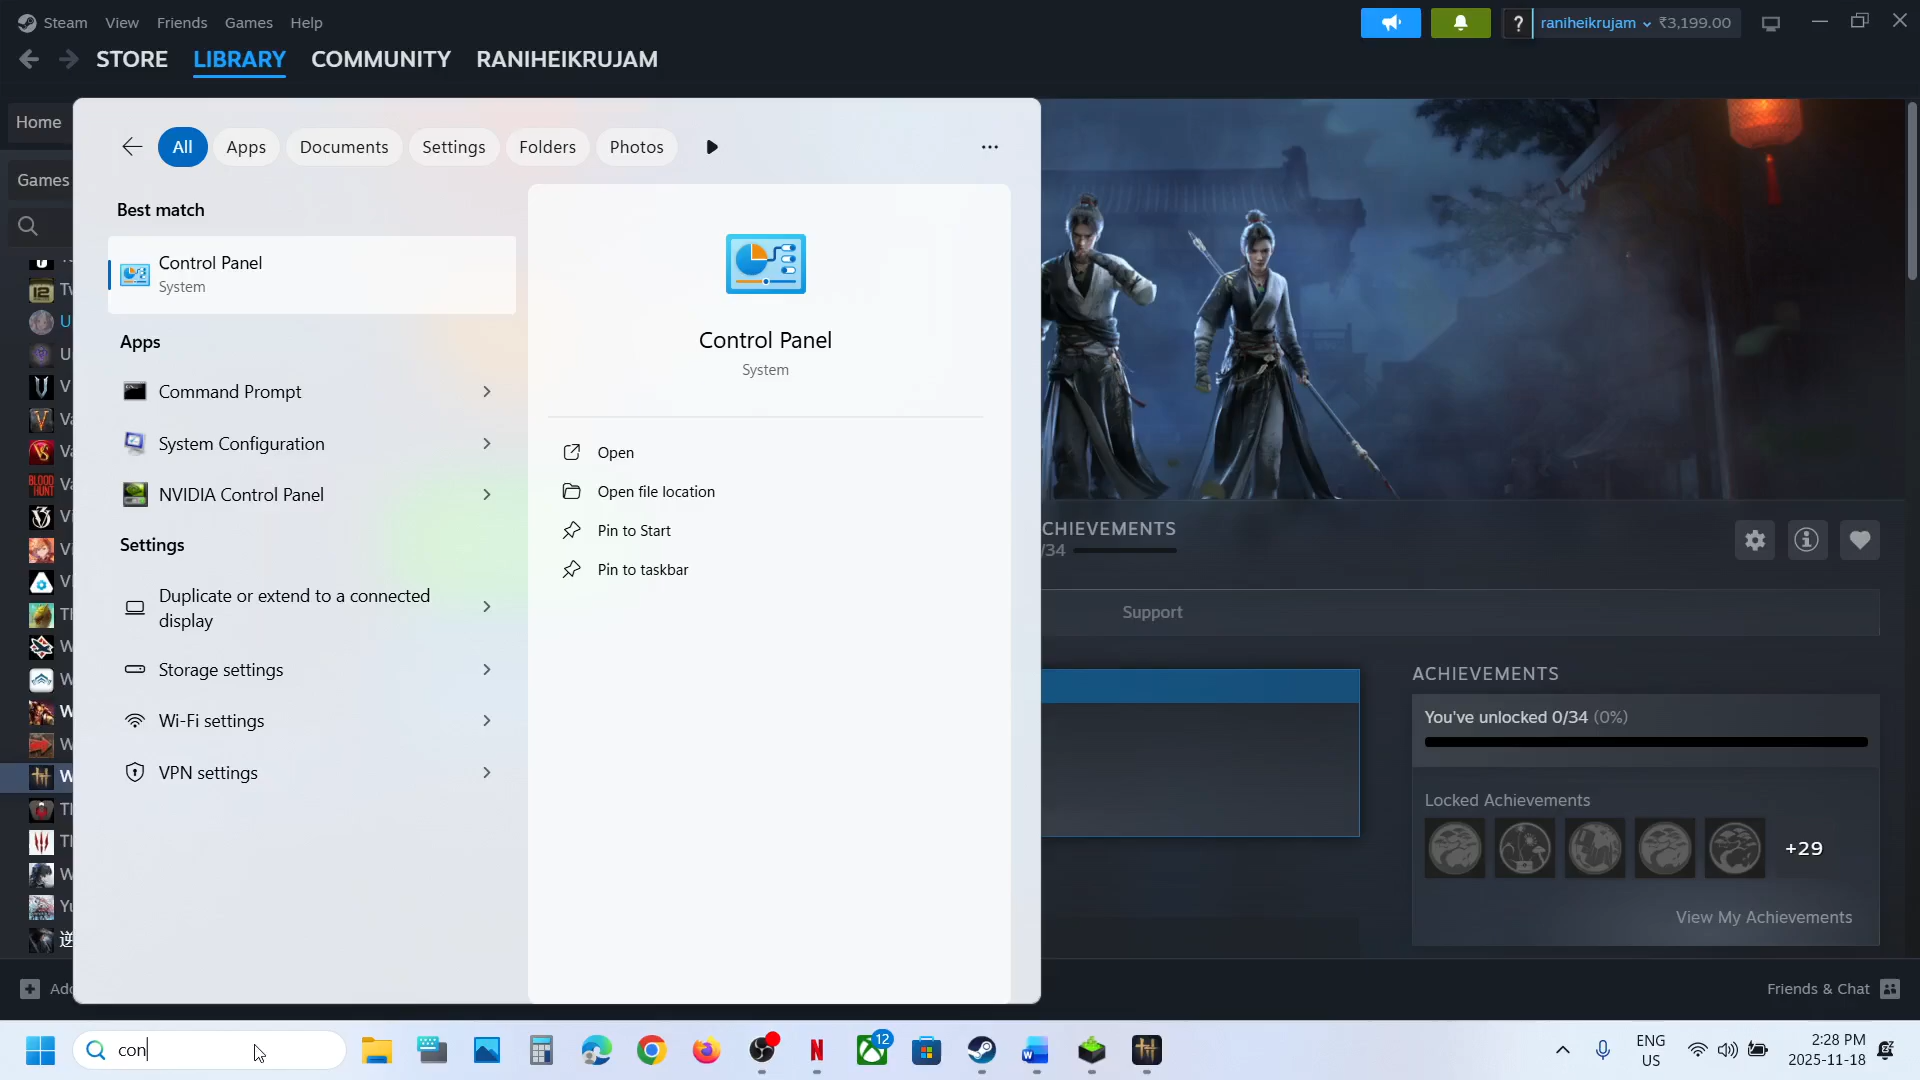 Steam View Friends Games Help
? raniheikrujam ₹3,199.00
STORE LIBRARY COMMUNITY RANIHEIKRUJAM
Home
Games
All Apps Documents Settings Folders Photos
Best match
Control Panel
System
Apps
Command Prompt
System Configuration
NVIDIA Control Panel
Settings
Duplicate or extend to a connected
display
Storage settings
Wi-Fi settings
VPN settings
Control Panel
System
Open
Open file location
Pin to Start
Pin to taskbar
CHIEVEMENTS
/34
Support
ACHIEVEMENTS
You've unlocked 0/34 (0%)
Locked Achievements
+29
View My Achievements
Friends & Chat
con
12
ENG
US
2:28 PM
2025-11-18